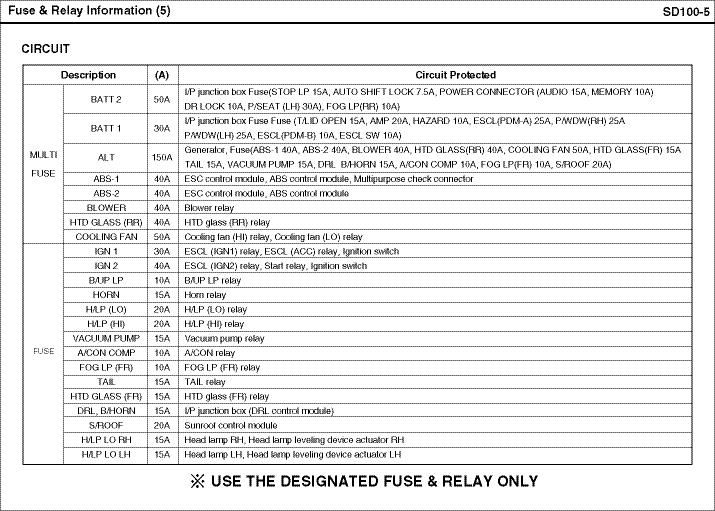 Fuse & Relay Information (5) SD100-5
CIRCUIT
Description (A) Circuit Protected
MULTI FUSE
BATT 2 50A I/P junction box Fuse(STOP LP 15A, AUTO SHIFT LOCK 7.5A, POWER CONNECTOR (AUDIO 15A, MEMORY 10A)
DR LOCK 10A, P/SEAT (LH) 30A), FOG LP(RR) 10A)
BATT 1 30A I/P junction box Fuse Fuse (T/LID OPEN 15A, AMP 20A, HAZARD 10A, ESCL(PDM-A) 25A, P/WDW(RH) 25A
P/WDW(LH) 25A, ESCL(PDM-B) 10A, ESCL SW 10A)
ALT 150A Generator, Fuse(ABS-1 40A, ABS-2 40A, BLOWER 40A, HTD GLASS(RR) 40A, COOLING FAN 50A, HTD GLASS(FR) 15A
TAIL 15A, VACUUM PUMP 15A, DRL B/HORN 15A, A/CON COMP 10A, FOG LP(FR) 10A, S/ROOF 20A)
ABS-1 40A ESC control module, ABS control module, Multipurpose check connector
ABS-2 40A ESC control module, ABS control module
BLOWER 40A Blower relay
HTD GLASS (RR) 40A HTD glass (RR) relay
COOLING FAN 50A Cooling fan (HI) relay, Cooling fan (LO) relay
FUSE
IGN 1 30A ESCL (IGN1) relay, ESCL (ACC) relay, Ignition switch
IGN 2 40A ESCL (IGN2) relay, Start relay, Ignition switch
B/UP LP 10A B/UP LP relay
HORN 15A Horn relay
H/LP (LO) 20A H/LP (LO) relay
H/LP (HI) 20A H/LP (HI) relay
VACUUM PUMP 15A Vacuum pump relay
A/CON COMP 10A A/CON relay
FOG LP (FR) 10A FOG LP (FR) relay
TAIL 15A TAIL relay
HTD GLASS (FR) 15A HTD glass (FR) relay
DRL, B/HORN 15A I/P junction box (DRL control module)
S/ROOF 20A Sunroof control module
H/LP LO RH 15A Head lamp RH, Head lamp leveling device actuator RH
H/LP LO LH 15A Head lamp LH, Head lamp leveling device actuator LH
※ USE THE DESIGNATED FUSE & RELAY ONLY